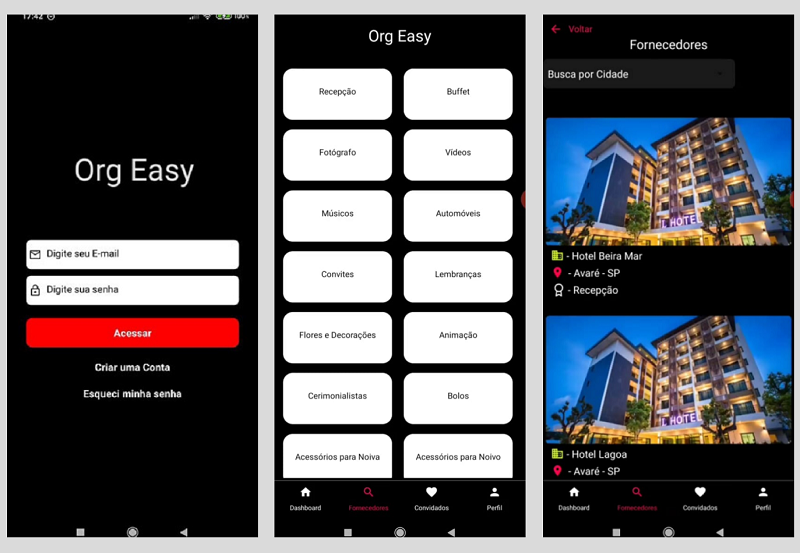 17:42
100%
Org Easy
Digite seu E-mail
Digite sua senha
Acessar
Criar uma Conta
Esqueci minha senha
Org Easy
Recepção
Buffet
Fotógrafo
Vídeos
Músicos
Automóveis
Convites
Lembranças
Flores e Decorações
Animação
Cerimonialistas
Bolos
Acessórios para Noiva
Acessórios para Noivo
Dashboard
Fornecedores
Convidados
Perfil
Voltar
Fornecedores
Busca por Cidade
HOTEL
- Hotel Beira Mar
- Avaré - SP
- Recepção
HOTEL
- Hotel Lagoa
- Avaré - SP
Dashboard
Fornecedores
Convidados
Perfil